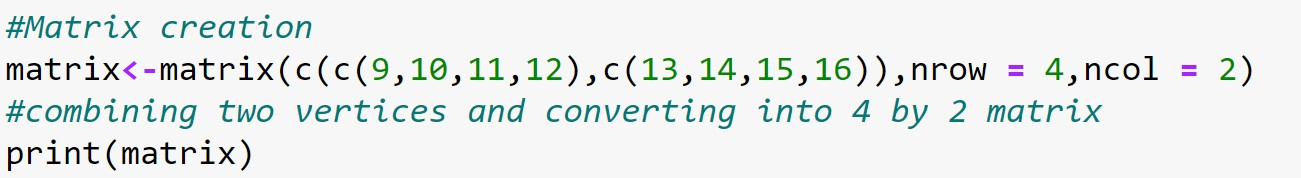 #Matrix creation
matrix<-matrix(c(c(9,10,11,12),c(13,14,15,16)),nrow = 4,ncol = 2)
#combining two vertices and converting into 4 by 2 matrix
print(matrix)